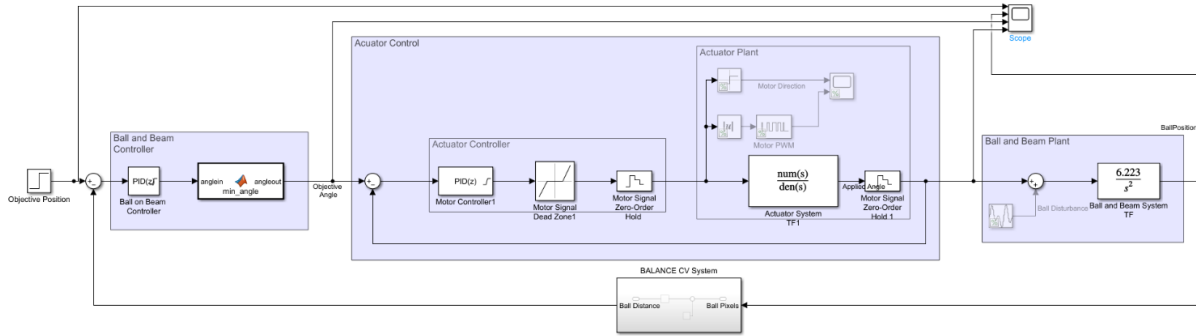 Scope
Acuator Control
Actuator Plant
Motor Direction
|u|
Motor PWM
Ball and Beam
Controller
Actuator Controller
Ball and Beam Plant
BallPosition
Objective Position
PID(z)
Ball on Beam
Controller
anglein
angleout
min_angle
Objective
Angle
PID(z)
Motor Controller1
Motor Signal
Dead Zone1
Motor Signal
Zero-Order
Hold
num(s)
den(s)
Actuator System
TF1
Applied Angle
Motor Signal
Zero-Order
Hold 1
Ball Disturbance
6.223
s²
Ball and Beam System
TF
BALANCE CV System
Ball Distance
Ball Pixels